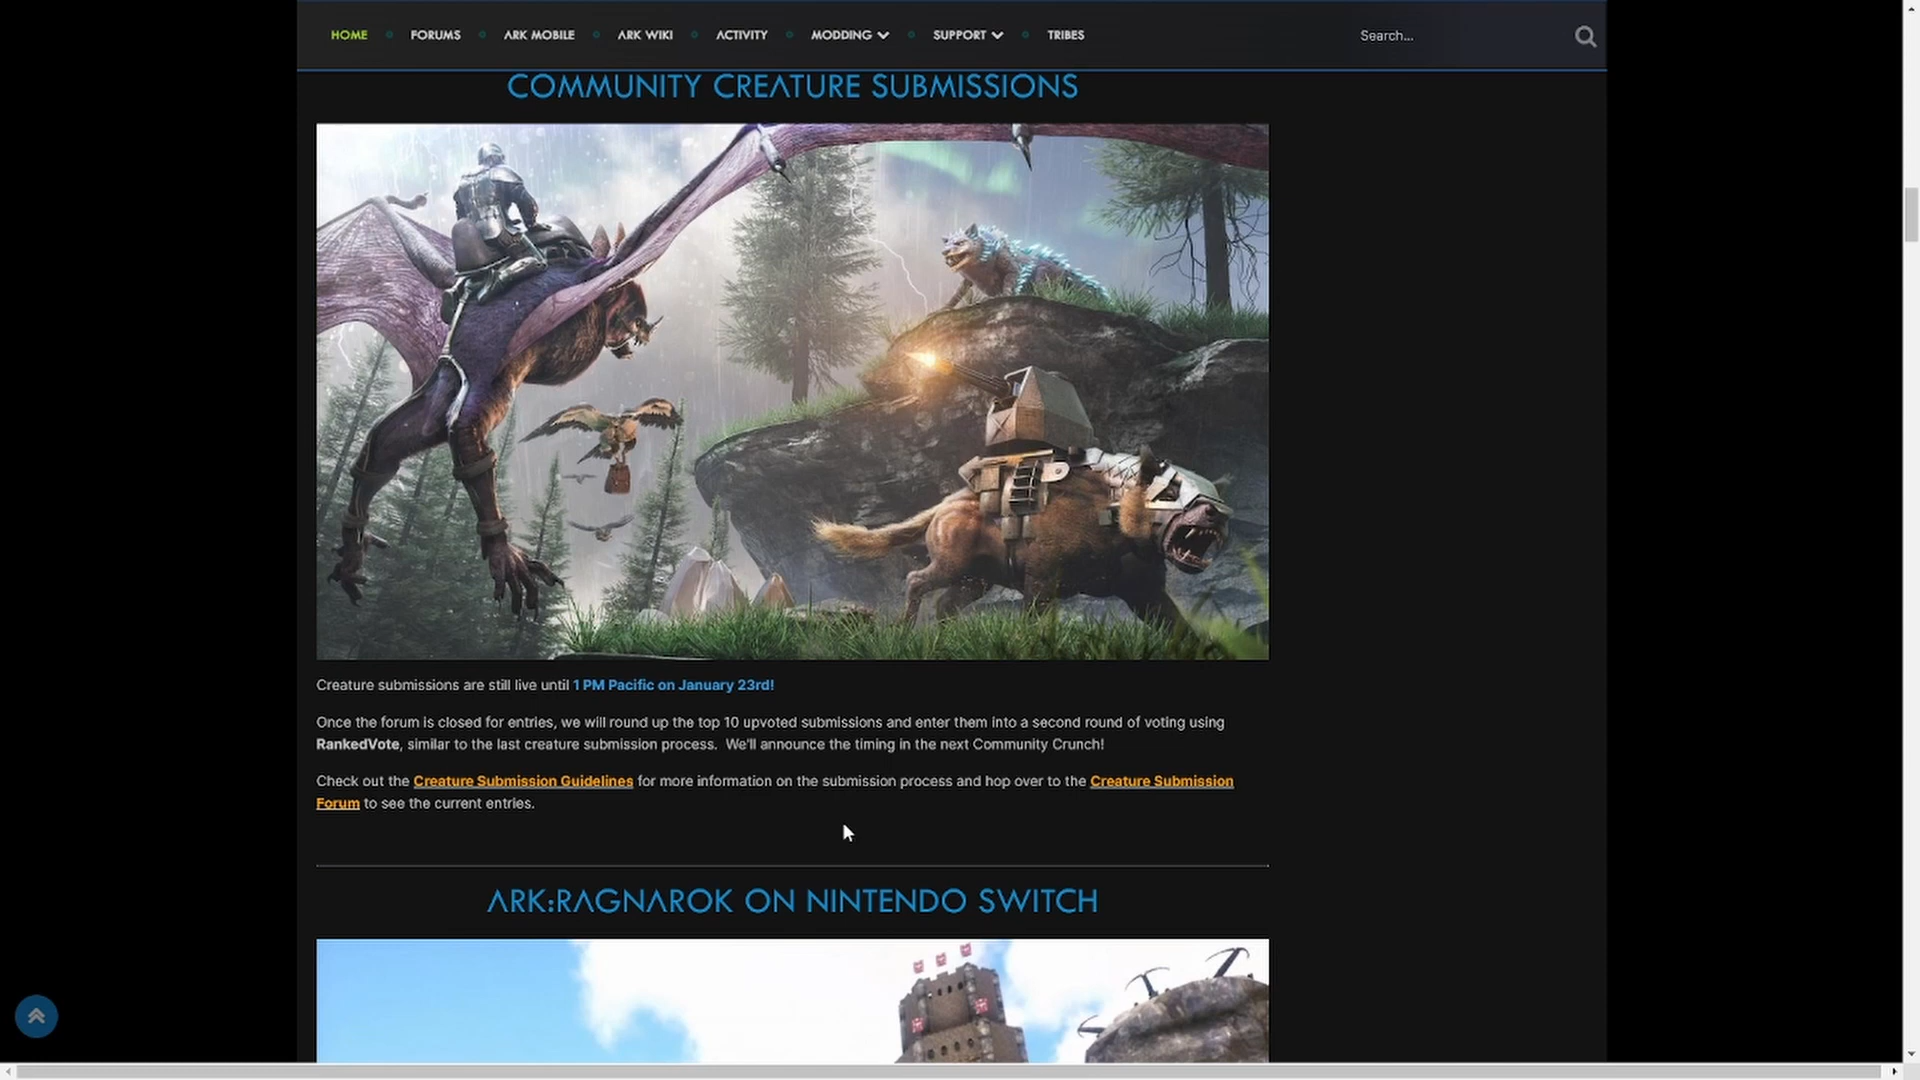 HOME FORUMS ARK MOBILE ARK WIKI ACTIVITY MODDING SUPPORT TRIBES Search...
COMMUNITY CREATURE SUBMISSIONS
Creature submissions are still live until 1 PM Pacific on January 23rd!
Once the forum is closed for entries, we will round up the top 10 upvoted submissions and enter them into a second round of voting using
RankedVote, similar to the last creature submission process. We'll announce the timing in the next Community Crunch!
Check out the Creature Submission Guidelines for more information on the submission process and hop over to the Creature Submission
Forum to see the current entries.
ARK:RAGNAROK ON NINTENDO SWITCH